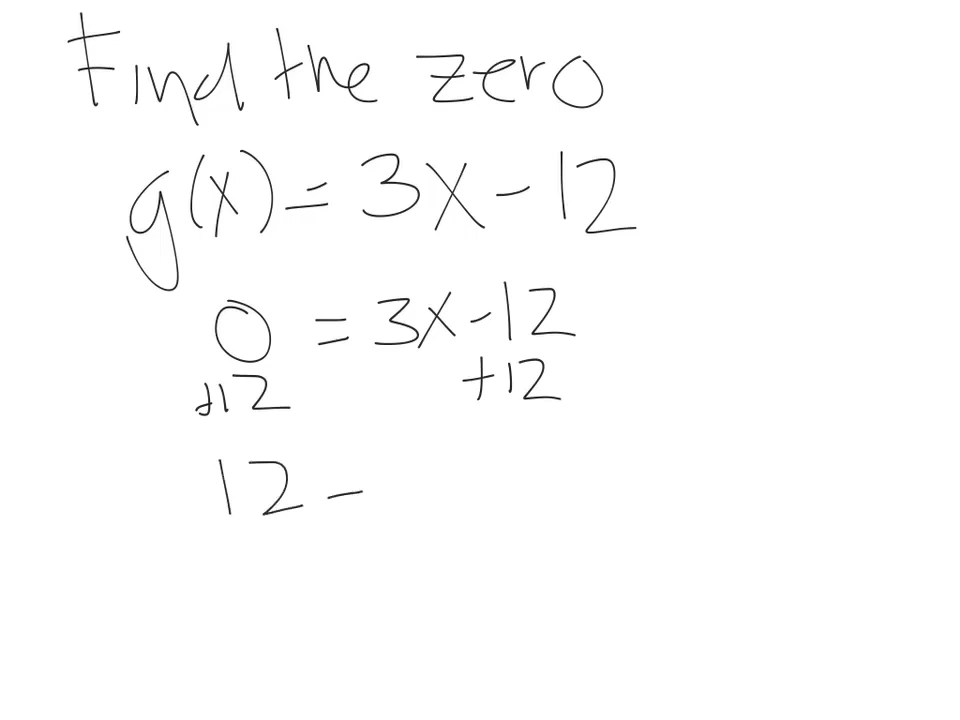 Find the zero
g(x) = 3x - 12
0 = 3x - 12
+12 +12
12 -